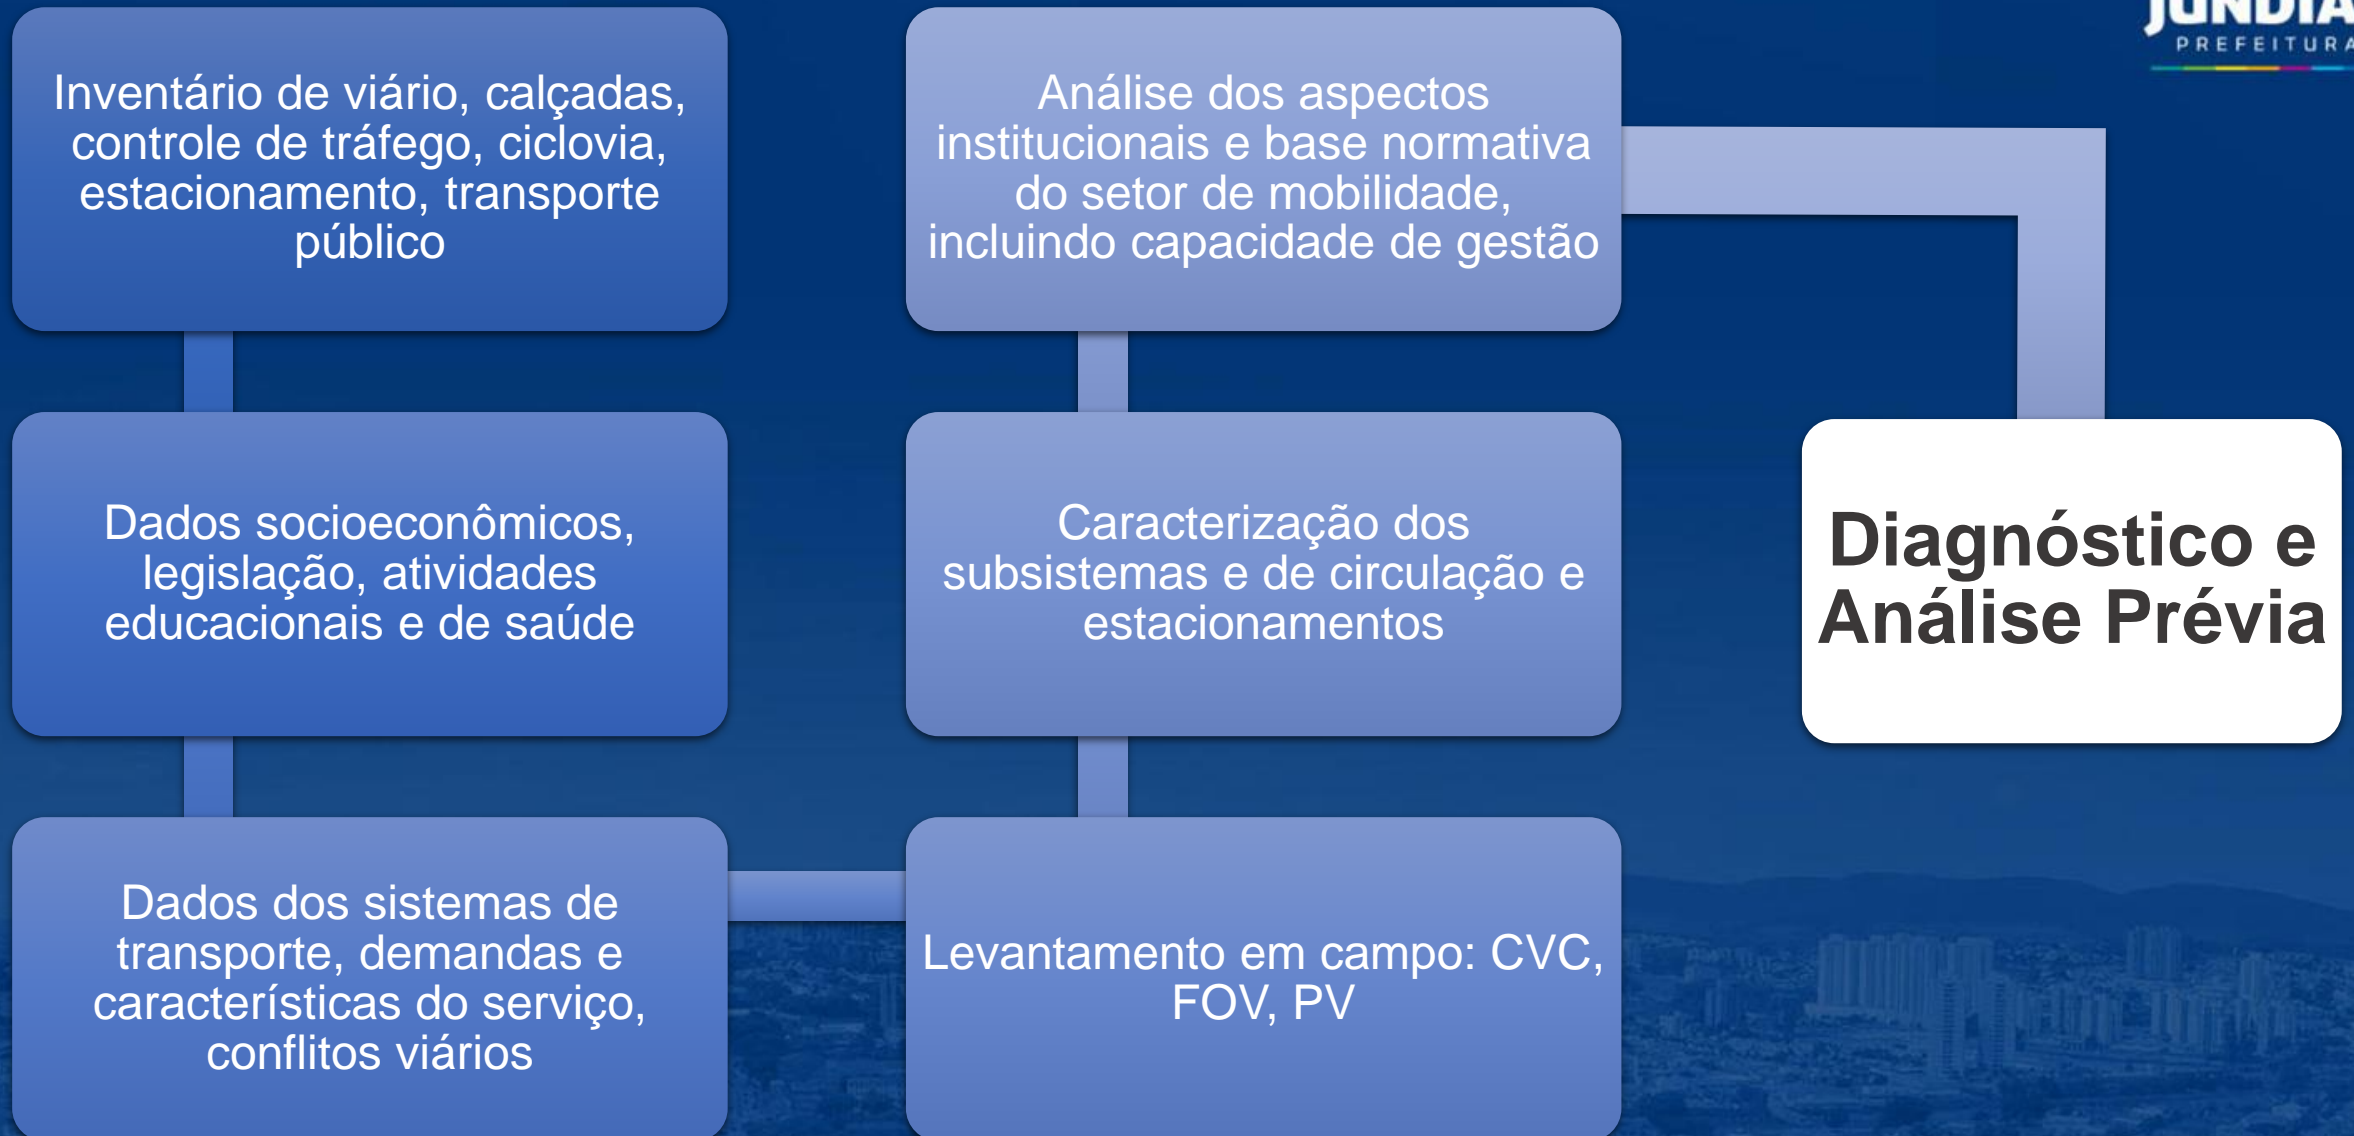 Inventário de viário, calçadas,
controle de tráfego, ciclovia,
estacionamento, transporte
público
Dados socioeconômicos,
legislação, atividades
educacionais e de saúde
Dados dos sistemas de
transporte, demandas e
características do serviço,
conflitos viários
Levantamento em campo: CVC,
FOV, PV
Caracterização dos
subsistemas e de circulação e
estacionamentos
Análise dos aspectos
institucionais e base normativa
do setor de mobilidade,
incluindo capacidade de gestão
Diagnóstico e
Análise Prévia
JUNDIA
PREFEITURA